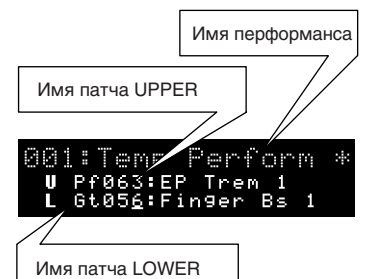 Имя перформанса
Имя патча UPPER
001:Temp Perform *
U Pf063:EP Trem 1
L Gt056:Finger Bs 1
Имя патча LOWER